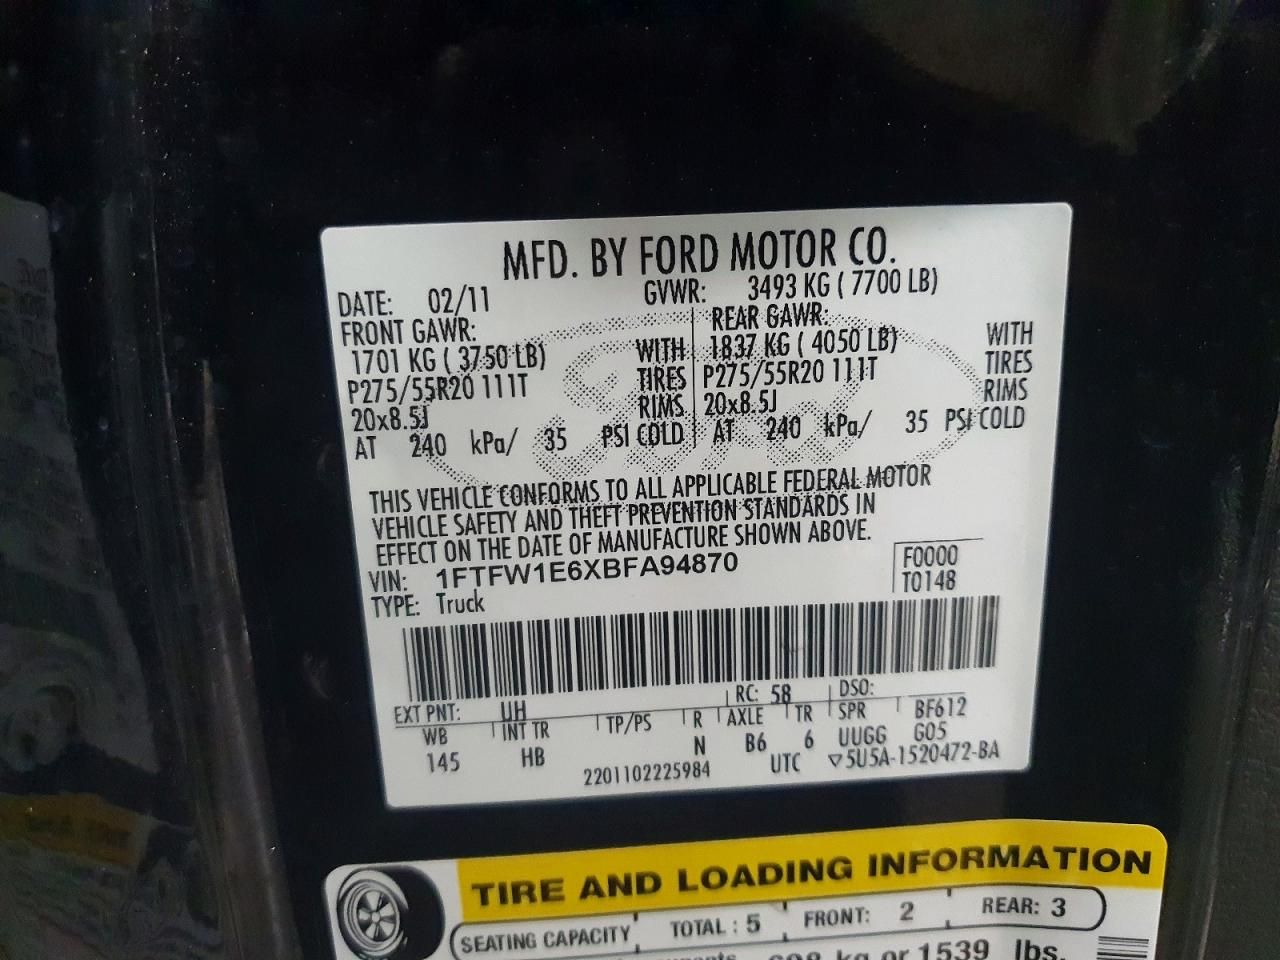 MFD. BY FORD MOTOR CO.
DATE: 02/11 GVWR: 3493 KG ( 7700 LB)
FRONT GAWR: REAR GAWR:
1701 KG ( 3750 LB) WITH 1837 KG ( 4050 LB) WITH
P275/55R20 111T TIRES P275/55R20 111T TIRES
20x8.5J RIMS 20x8.5J RIMS
AT 240 kPa/ 35 PSI COLD AT 240 kPa/ 35 PSI COLD
THIS VEHICLE CONFORMS TO ALL APPLICABLE FEDERAL MOTOR
VEHICLE SAFETY AND THEFT PREVENTION STANDARDS IN
EFFECT ON THE DATE OF MANUFACTURE SHOWN ABOVE.
VIN: 1FTFW1E6XBFA94870 F0000
TYPE: Truck T0148
EXT PNT: UH RC: 58 DSO:
WB INT TR TP/PS R AXLE TR SPR BF612
145 HB N B6 6 UUGG G05
2201102225984 UTC ▽5U5A-1520472-BA
TIRE AND LOADING INFORMATION
SEATING CAPACITY TOTAL : 5 FRONT: 2 REAR: 3
kg or 1539 lbs.